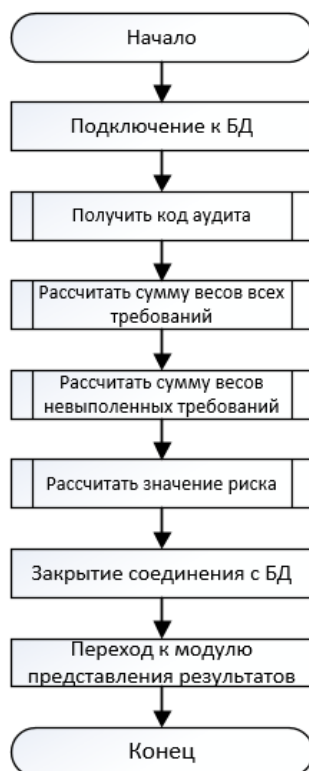 Начало
Подключение к БД
Получить код аудита
Рассчитать сумму весов всех
требований
Рассчитать сумму весов
невыполенных требований
Рассчитать значение риска
Закрытие соединения с БД
Переход к модулю
представления результатов
Конец